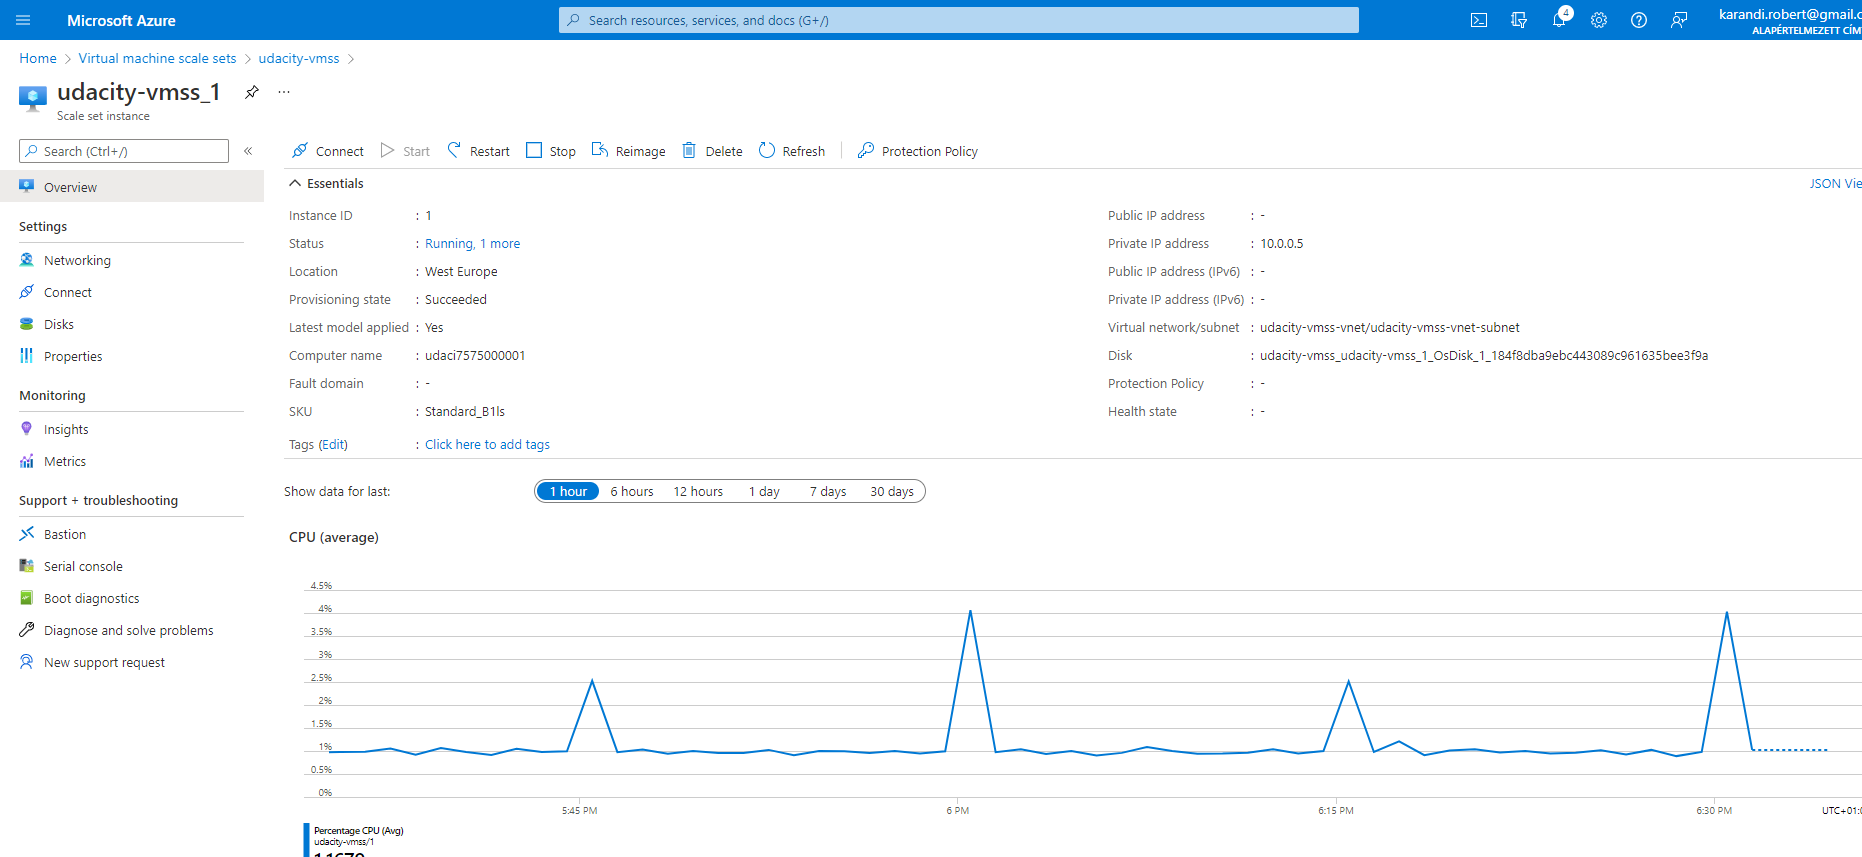 Microsoft Azure
Search resources, services, and docs (G+/)
4
karandi.robert@gmail.c
ALAPÉRTELMEZETT CÍM
Home > Virtual machine scale sets > udacity-vmss >
udacity-vmss_1
Scale set instance
Search (Ctrl+/)
Connect
Start
Restart
Stop
Reimage
Delete
Refresh
Protection Policy
Overview
Settings
Networking
Connect
Disks
Properties
Monitoring
Insights
Metrics
Support + troubleshooting
Bastion
Serial console
Boot diagnostics
Diagnose and solve problems
New support request
Essentials
JSON Vie
Instance ID : 1
Status : Running, 1 more
Location : West Europe
Provisioning state : Succeeded
Latest model applied : Yes
Computer name : udaci7575000001
Fault domain : -
SKU : Standard_B1ls
Tags (Edit) : Click here to add tags
Public IP address : -
Private IP address : 10.0.0.5
Public IP address (IPv6) : -
Private IP address (IPv6) : -
Virtual network/subnet : udacity-vmss-vnet/udacity-vmss-vnet-subnet
Disk : udacity-vmss_udacity-vmss_1_OsDisk_1_184f8dba9ebc443089c961635bee3f9a
Protection Policy : -
Health state : -
Show data for last:
1 hour
6 hours
12 hours
1 day
7 days
30 days
CPU (average)
4.5%
4%
3.5%
3%
2.5%
2%
1.5%
1%
0.5%
0%
5:45 PM
6 PM
6:15 PM
6:30 PM
UTC+01:0
Percentage CPU (Avg)
udacity-vmss/1